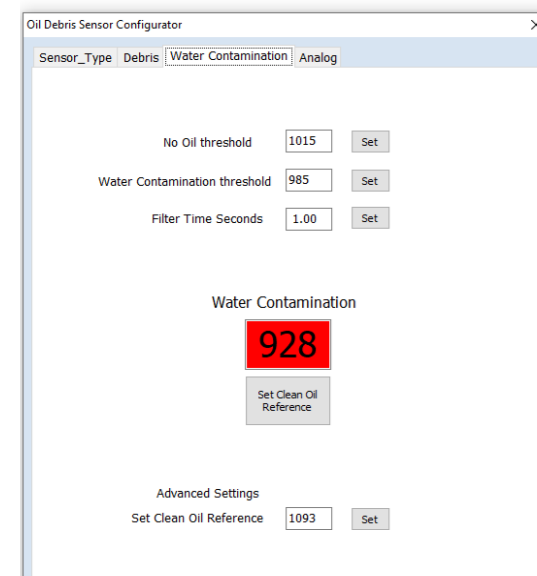 Oil Debris Sensor Configurator
Sensor_Type Debris Water Contamination Analog
No Oil threshold 1015 Set
Water Contamination threshold 985 Set
Filter Time Seconds 1.00 Set
Water Contamination
928
Set Clean Oil
Reference
Advanced Settings
Set Clean Oil Reference 1093 Set